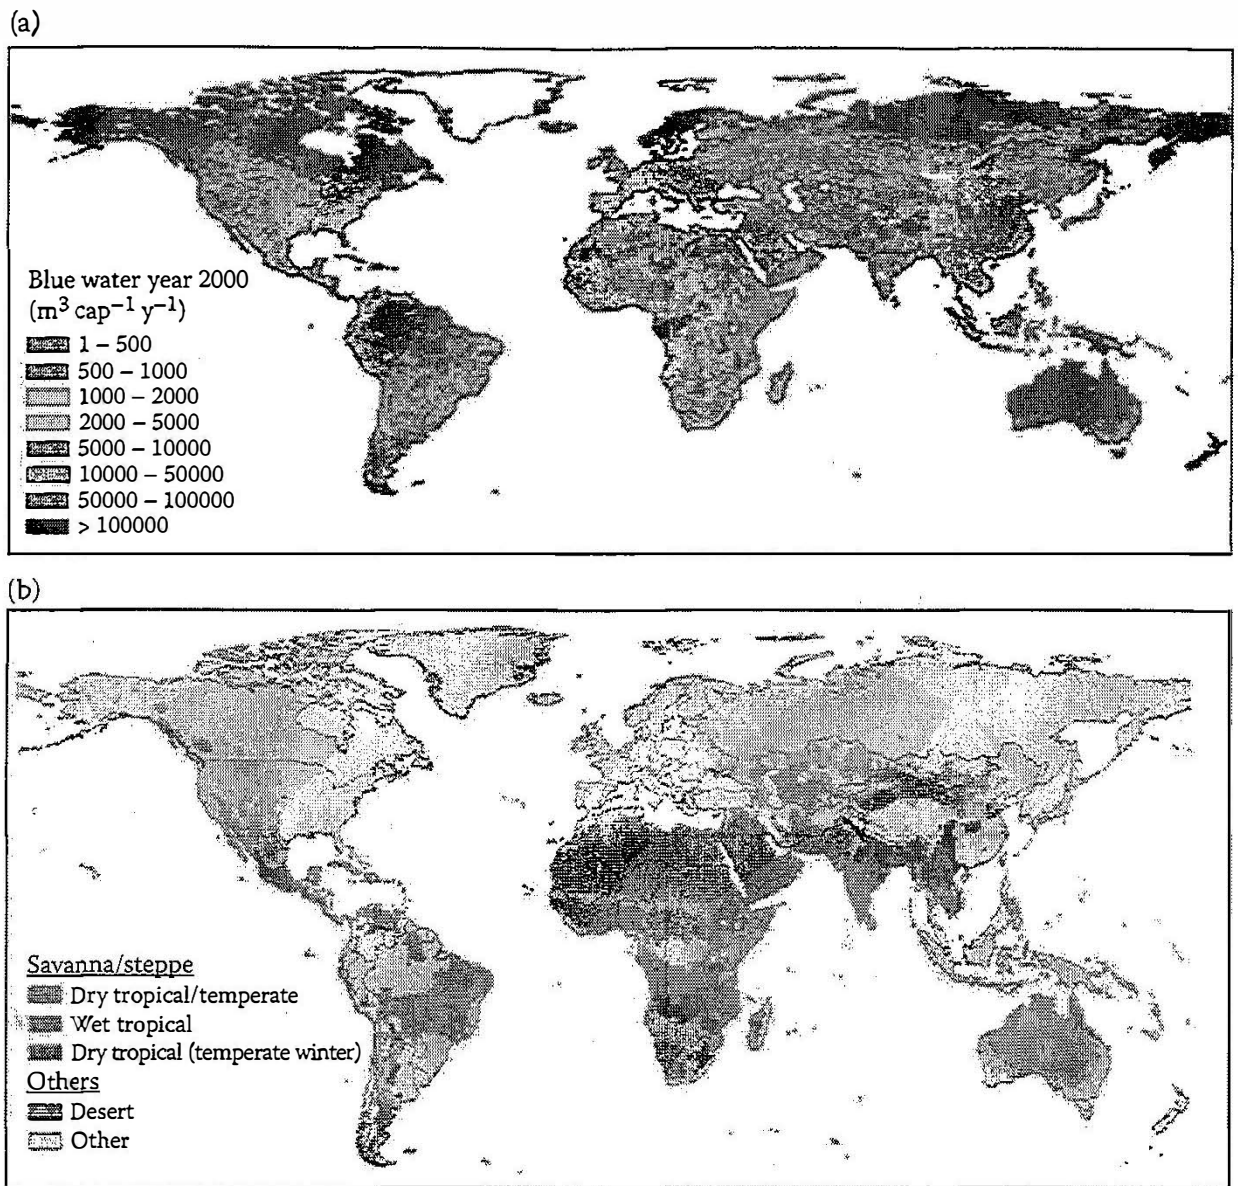 (a)
Blue water year 2000
(m³ cap⁻¹ y⁻¹)
1 – 500
500 – 1000
1000 – 2000
2000 – 5000
5000 – 10000
10000 – 50000
50000 – 100000
> 100000
(b)
Savanna/steppe
Dry tropical/temperate
Wet tropical
Dry tropical (temperate winter)
Others
Desert
Other